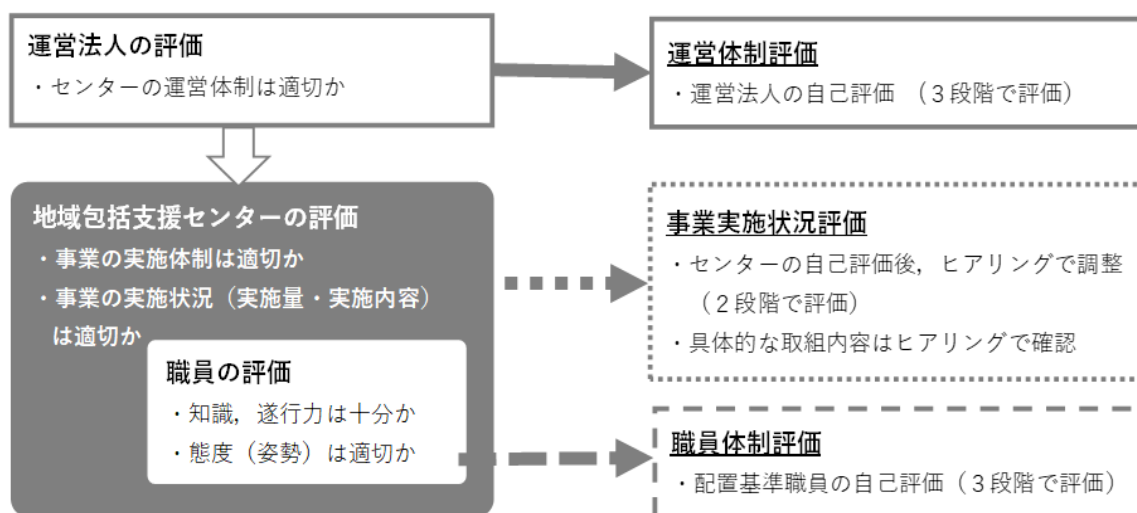 運営法人の評価
・センターの運営体制は適切か
運営体制評価
・運営法人の自己評価 （３段階で評価）
地域包括支援センターの評価
・事業の実施体制は適切か
・事業の実施状況（実施量・実施内容）
は適切か
職員の評価
・知識，遂行力は十分か
・態度（姿勢）は適切か
事業実施状況評価
・センターの自己評価後，ヒアリングで調整
（２段階で評価）
・具体的な取組内容はヒアリングで確認
職員体制評価
・配置基準職員の自己評価（３段階で評価）